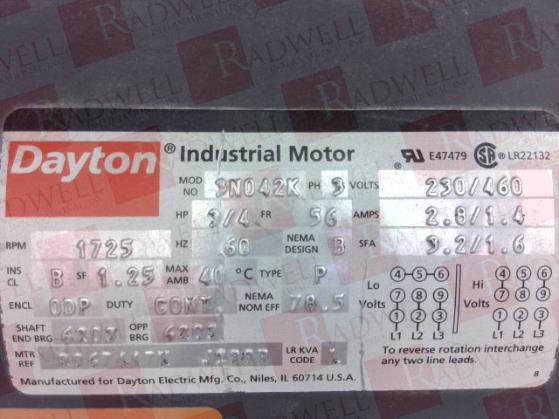 Dayton® Industrial Motor E47479 ® LR22132
MOD NO 3N042K PH 3 VOLTS 230/460
HP 3/4 FR 56 AMPS 2.8/1.4
RPM 1725 HZ 60 NEMA DESIGN B SFA 3.2/1.6
INS CL B SF 1.25 MAX AMB 40 °C TYPE P
ENCL ODP DUTY CONT NEMA NOM EFF 78.5
Lo Volts 4 5 6 7 8 9 1 2 3 L1 L2 L3
Hi Volts 4 5 6 7 8 9 1 2 3 L1 L2 L3
SHAFT END BRG 6203 OPP BRG 6203
MTR REF LR KVA CODE
To reverse rotation interchange
any two line leads.
Manufactured for Dayton Electric Mfg. Co., Niles, IL 60714 U.S.A. 8
RADWELL